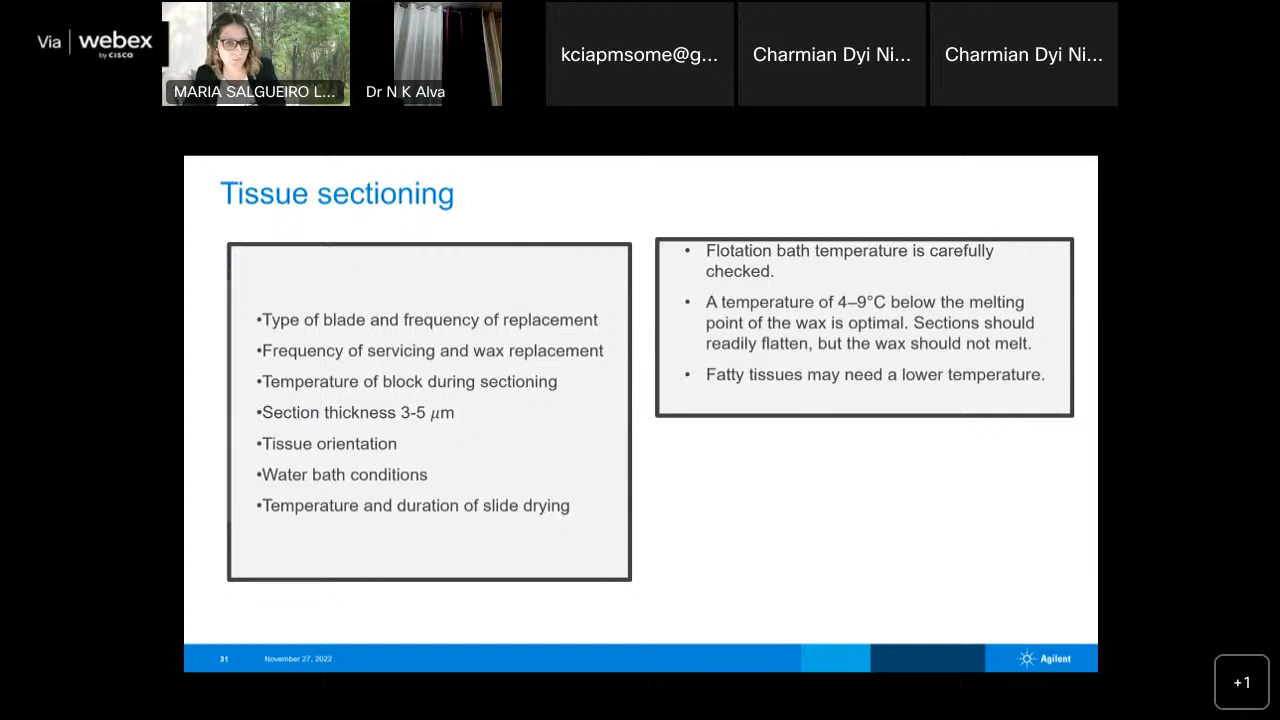 Via | webex
by CISCO
MARIA SALGUEIRO L...
Dr N K Alva
kciapmsome@g...
Charmian Dyi Ni...
Charmian Dyi Ni...
Tissue sectioning
•Type of blade and frequency of replacement
•Frequency of servicing and wax replacement
•Temperature of block during sectioning
•Section thickness 3-5 𝜇m
•Tissue orientation
•Water bath conditions
•Temperature and duration of slide drying
• Flotation bath temperature is carefully
checked.
• A temperature of 4–9°C below the melting
point of the wax is optimal. Sections should
readily flatten, but the wax should not melt.
• Fatty tissues may need a lower temperature.
31
November 27, 2022
Agilent
+1